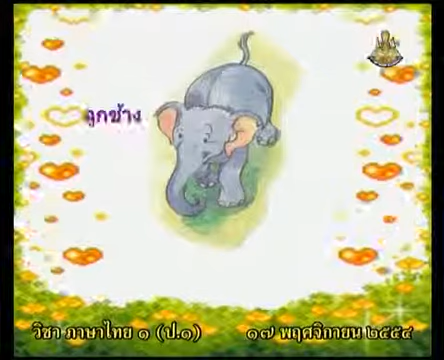 ลูกช้าง
วิชา ภาษาไทย ๑ (ป.๑)
๑๗ พฤศจิกายน ๒๕๕๔